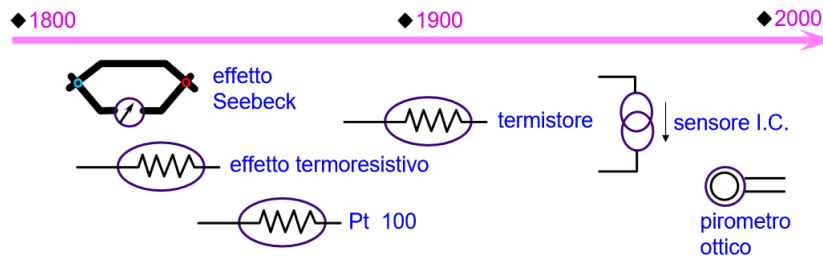 ◆1800
◆1900
◆2000
effetto
Seebeck
effetto termoresistivo
Pt 100
termistore
sensore I.C.
pirometro
ottico